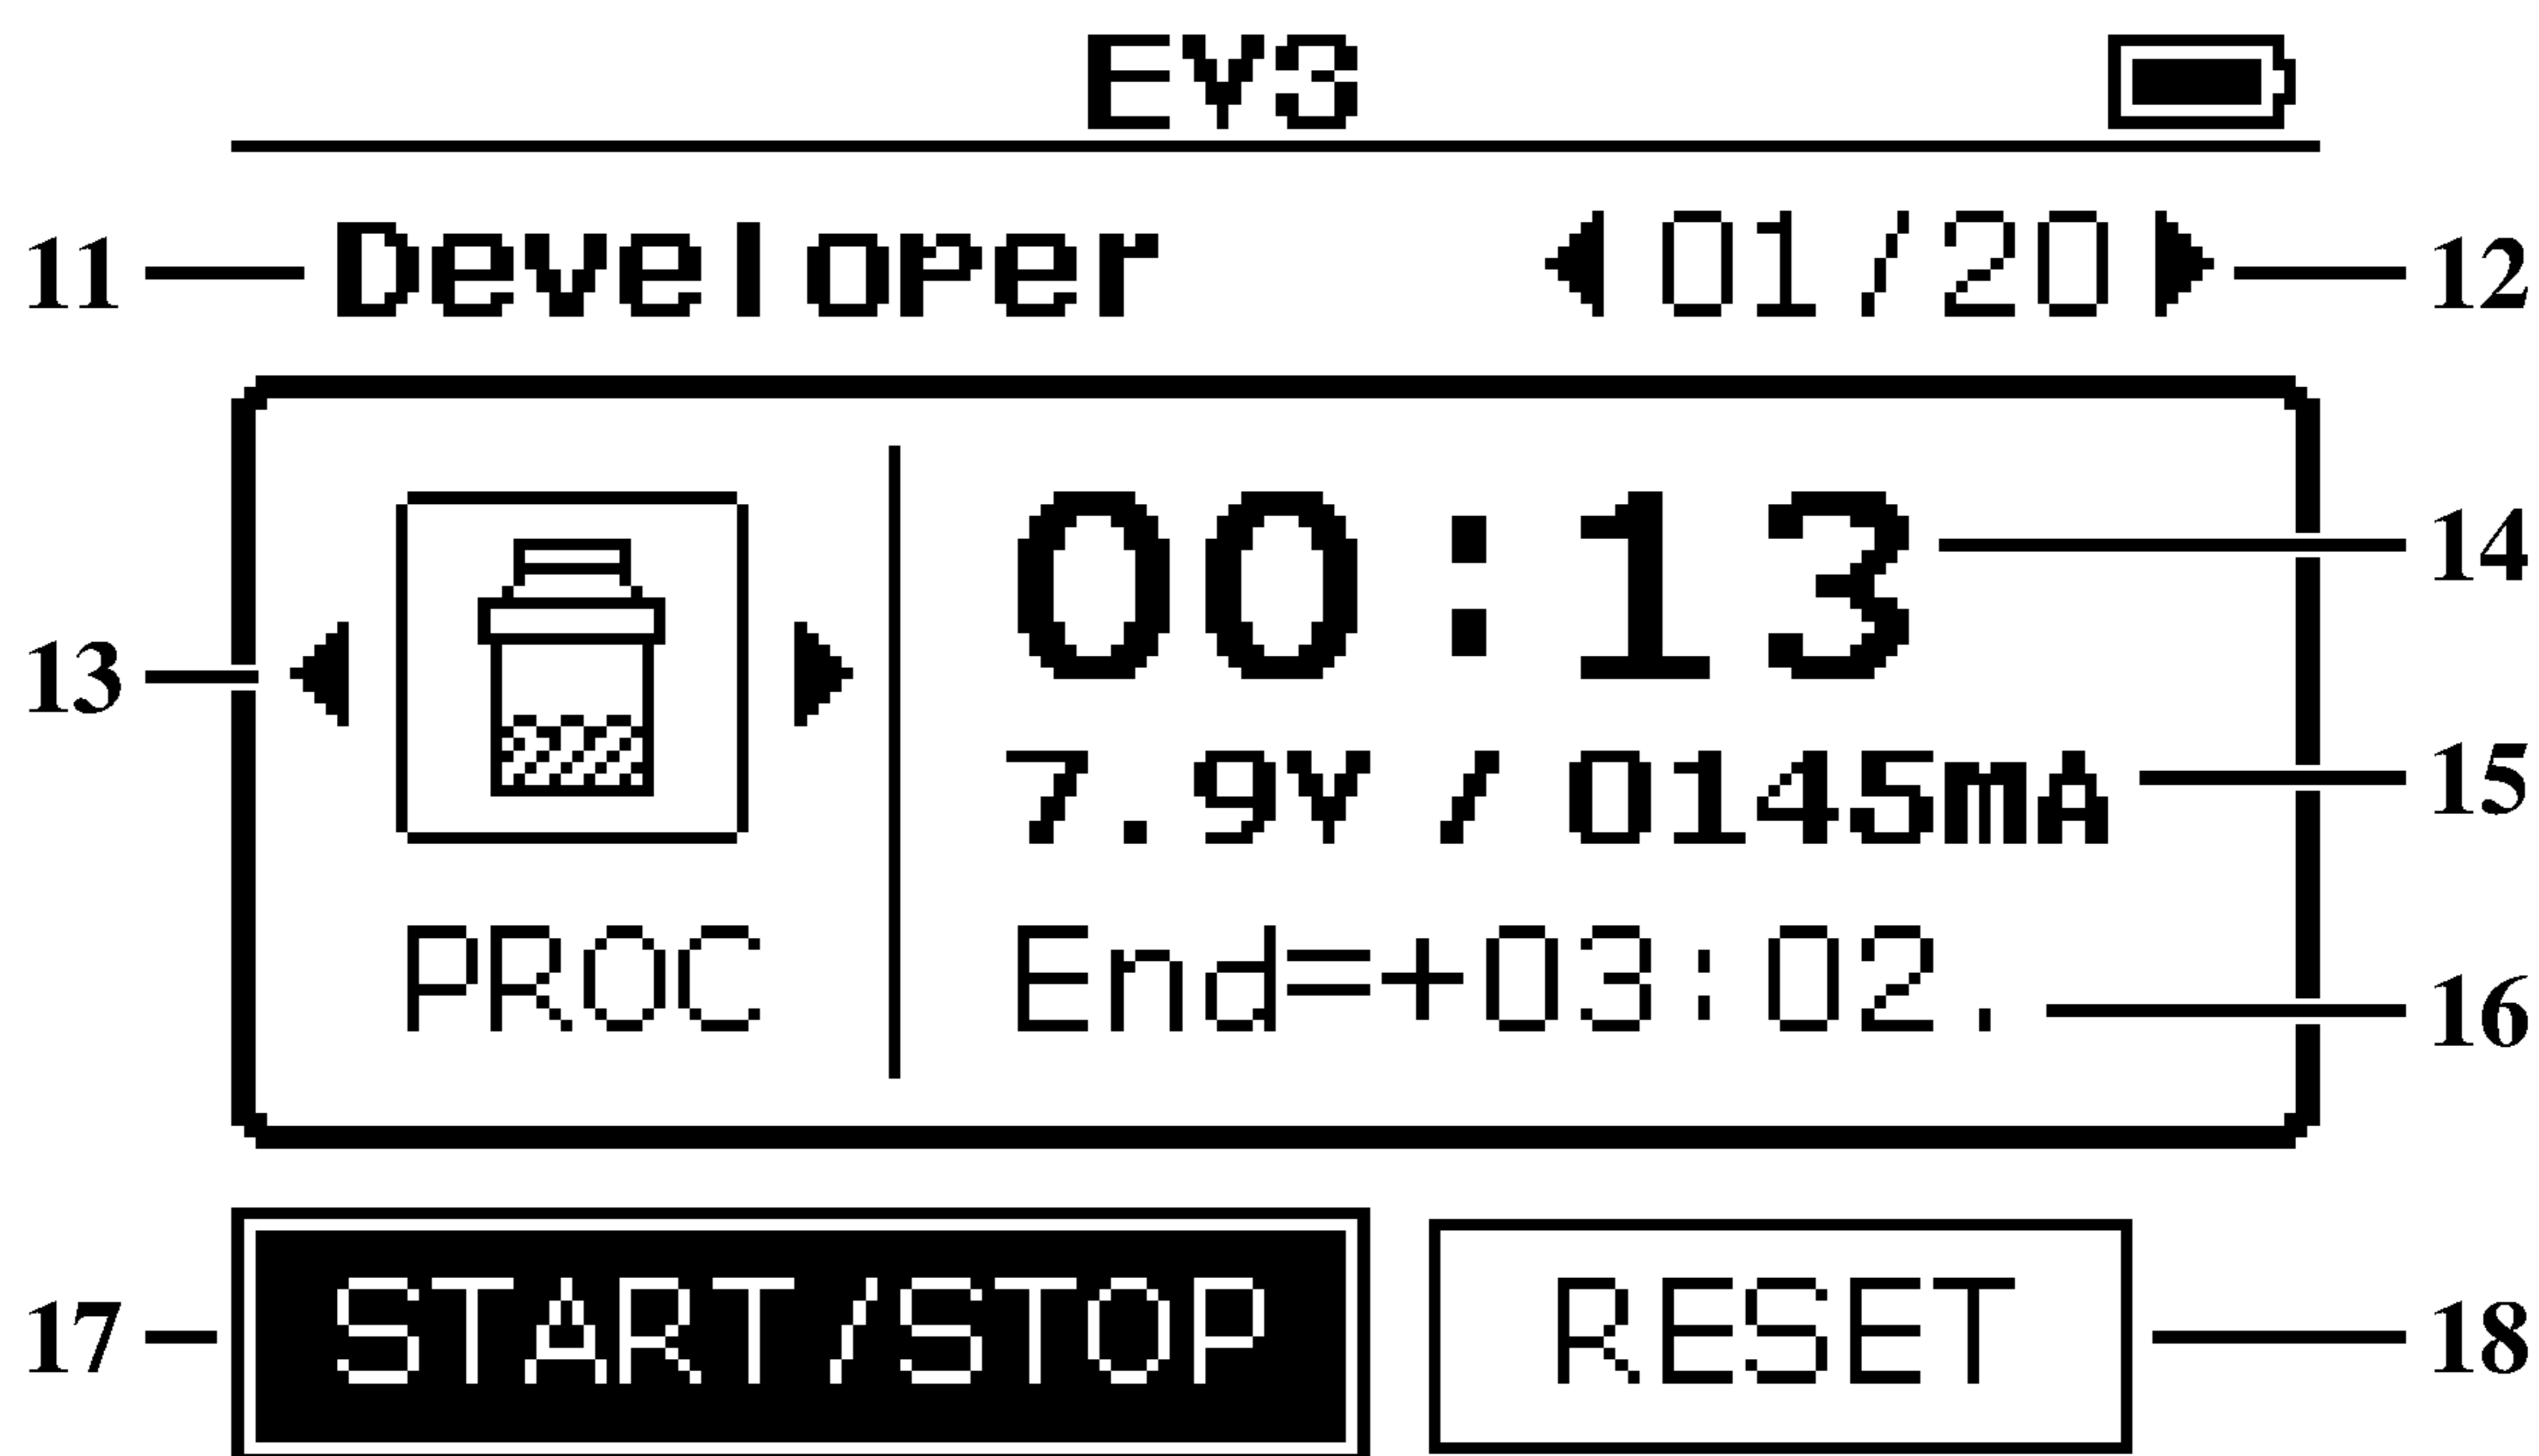 EV3
11 Developer 01/20 12
00:13 14
13
7.9V/0145mA 15
PROC End=+03:02. 16
17 START/STOP RESET 18